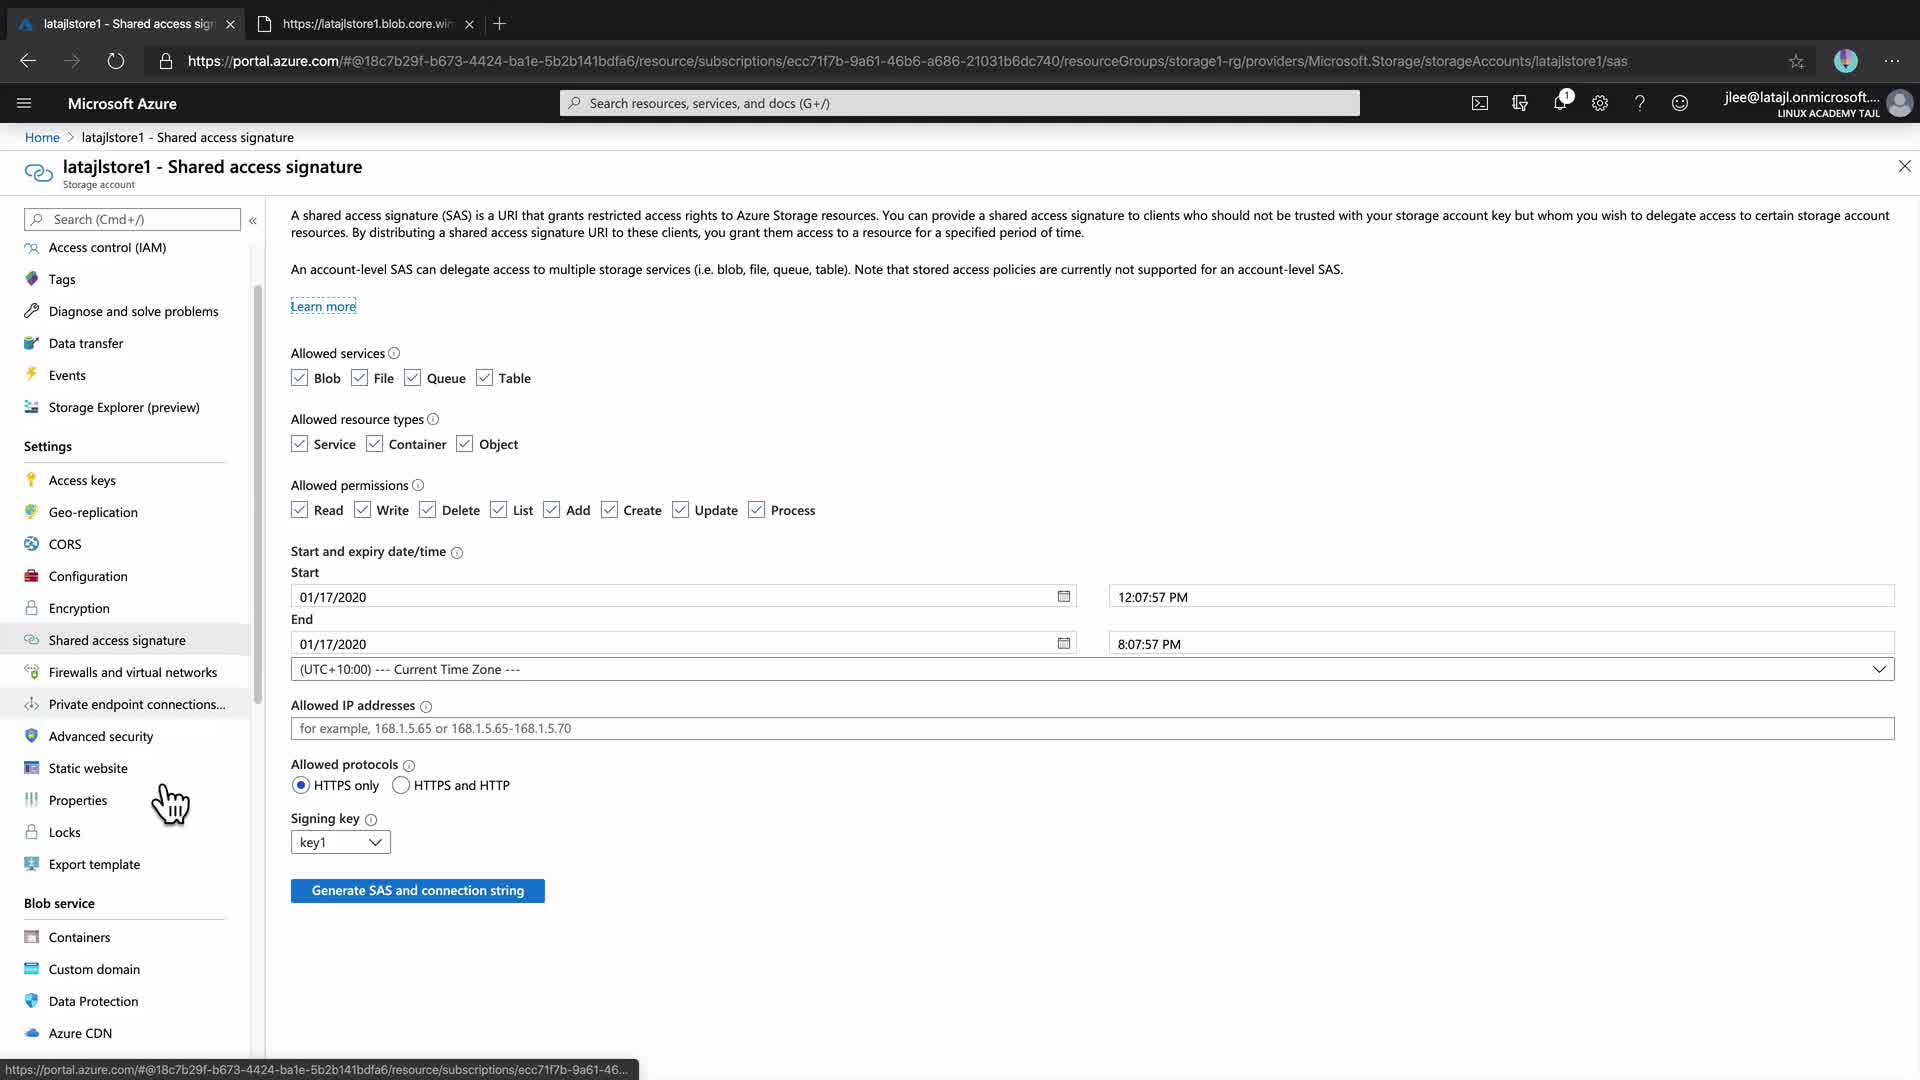 latajlstore1 - Shared access sign
https://latajlstore1.blob.core.win
https://portal.azure.com/#@18c7b29f-b673-4424-ba1e-5b2b141bdfa6/resource/subscriptions/ecc71f7b-9a61-46b6-a686-21031b6dc740/resourceGroups/storage1-rg/providers/Microsoft.Storage/storageAccounts/latajlstore1/sas
Microsoft Azure
Search resources, services, and docs (G+/)
1
jlee@latajl.onmicrosoft....
LINUX ACADEMY TAJL
Home > latajlstore1 - Shared access signature
latajlstore1 - Shared access signature
Storage account
Search (Cmd+/)
Access control (IAM)
Tags
Diagnose and solve problems
Data transfer
Events
Storage Explorer (preview)
Settings
Access keys
Geo-replication
CORS
Configuration
Encryption
Shared access signature
Firewalls and virtual networks
Private endpoint connections...
Advanced security
Static website
Properties
Locks
Export template
Blob service
Containers
Custom domain
Data Protection
Azure CDN
A shared access signature (SAS) is a URI that grants restricted access rights to Azure Storage resources. You can provide a shared access signature to clients who should not be trusted with your storage account key but whom you wish to delegate access to certain storage account
resources. By distributing a shared access signature URI to these clients, you grant them access to a resource for a specified period of time.
An account-level SAS can delegate access to multiple storage services (i.e. blob, file, queue, table). Note that stored access policies are currently not supported for an account-level SAS.
Learn more
Allowed services
Blob File Queue Table
Allowed resource types
Service Container Object
Allowed permissions
Read Write Delete List Add Create Update Process
Start and expiry date/time
Start
01/17/2020 12:07:57 PM
End
01/17/2020 8:07:57 PM
(UTC+10:00) --- Current Time Zone ---
Allowed IP addresses
for example, 168.1.5.65 or 168.1.5.65-168.1.5.70
Allowed protocols
HTTPS only HTTPS and HTTP
Signing key
key1
Generate SAS and connection string
https://portal.azure.com/#@18c7b29f-b673-4424-ba1e-5b2b141bdfa6/resource/subscriptions/ecc71f7b-9a61-46...